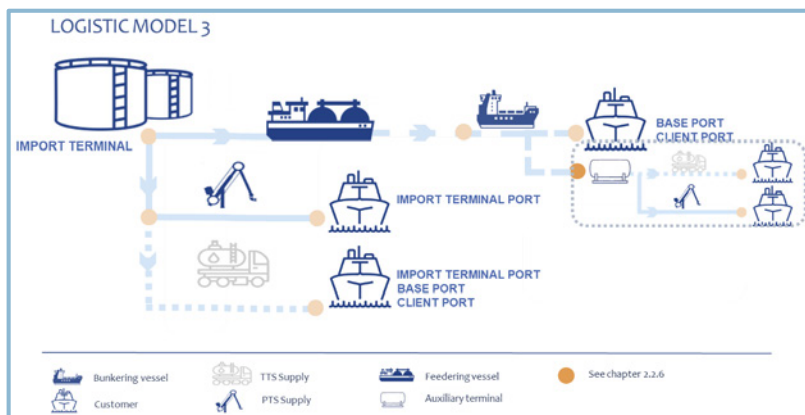 LOGISTIC MODEL 3
IMPORT TERMINAL
BASE PORT
CLIENT PORT
IMPORT TERMINAL PORT
IMPORT TERMINAL PORT
BASE PORT
CLIENT PORT
Bunkering vessel
TTS Supply
Feedering vessel
See chapter 2.2.6
Customer
PTS Supply
Auxiliary terminal